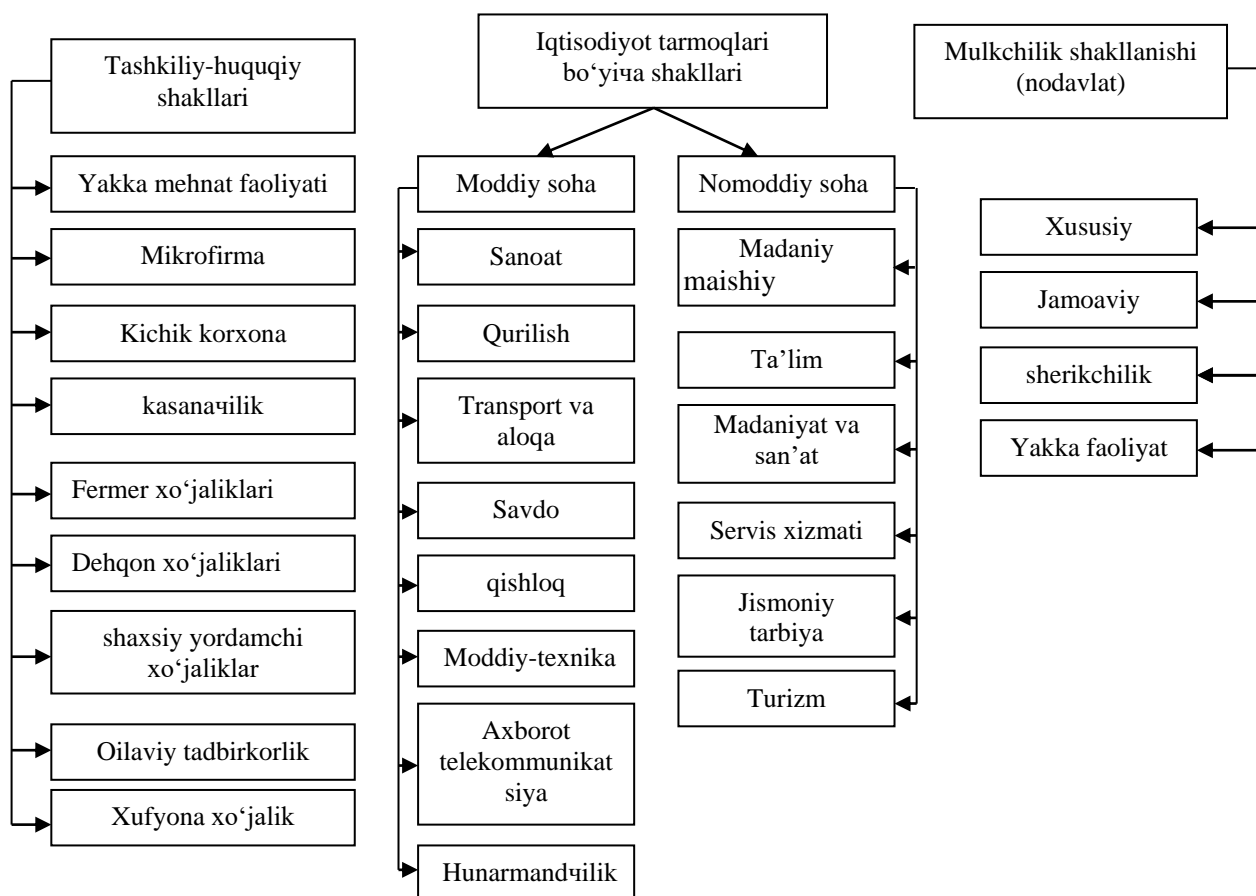 Tashkiliy-huquqiy
shakllari
Yakka mehnat faoliyati
Mikrofirma
Kichik korxona
kasanaчilik
Fermer xo‘jaliklari
Dehqon xo‘jaliklari
shaxsiy yordamchi
xo‘jaliklar
Oilaviy tadbirkorlik
Xufyona xo‘jalik
Iqtisodiyot tarmoqlari
bo‘yiчa shakllari
Moddiy soha
Sanoat
Qurilish
Transport va
aloqa
Savdo
qishloq
Moddiy-texnika
Axborot
telekommunikat
siya
Hunarmandчilik
Nomoddiy soha
Madaniy
maishiy
Ta’lim
Madaniyat va
san’at
Servis xizmati
Jismoniy
tarbiya
Turizm
Mulkchilik shakllanishi
(nodavlat)
Xususiy
Jamoaviy
sherikchilik
Yakka faoliyat